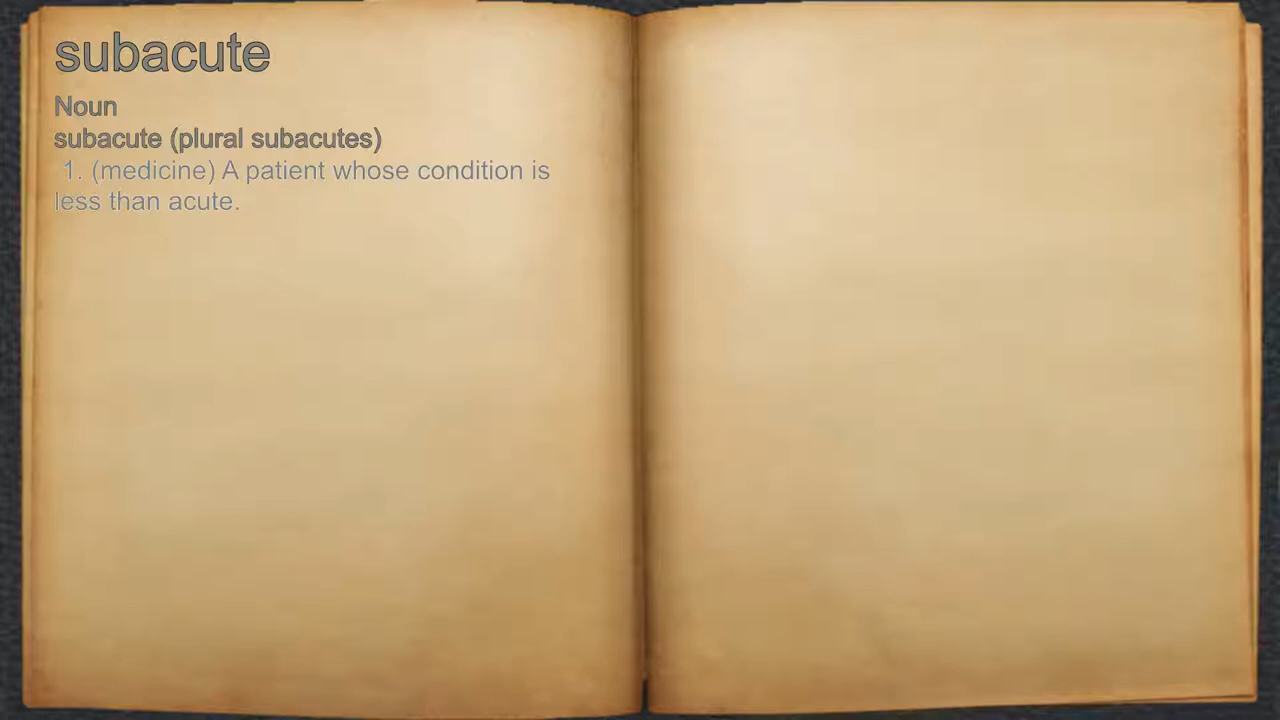 subacute
Noun
subacute (plural subacutes)
1. (medicine) A patient whose condition is
less than acute.